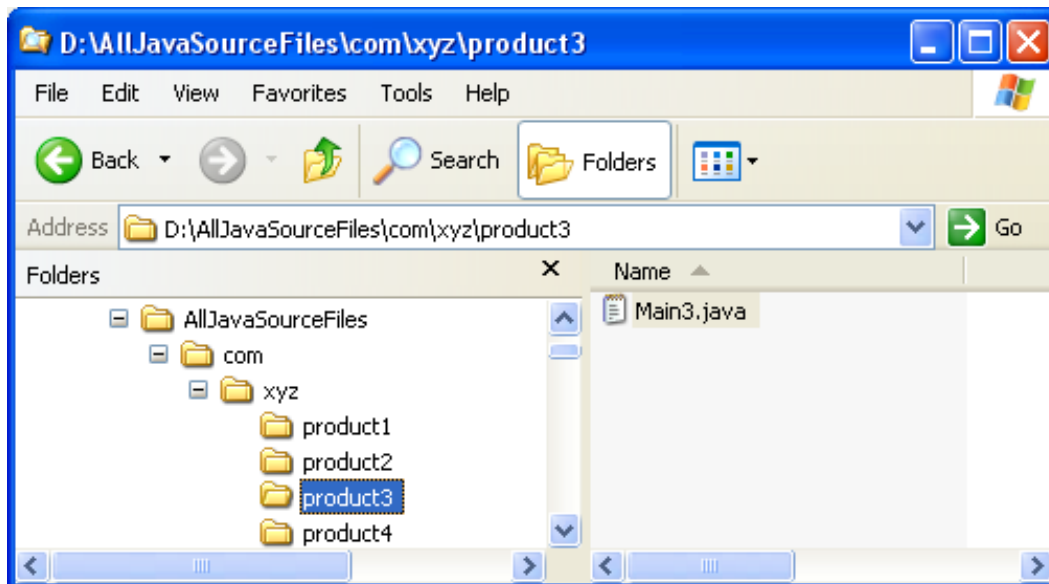 D:\AllJavaSourceFiles\com\xyz\product3
File Edit View Favorites Tools Help
Back Search Folders
Address D:\AllJavaSourceFiles\com\xyz\product3 Go
Folders Name
AllJavaSourceFiles Main3.java
com
xyz
product1
product2
product3
product4